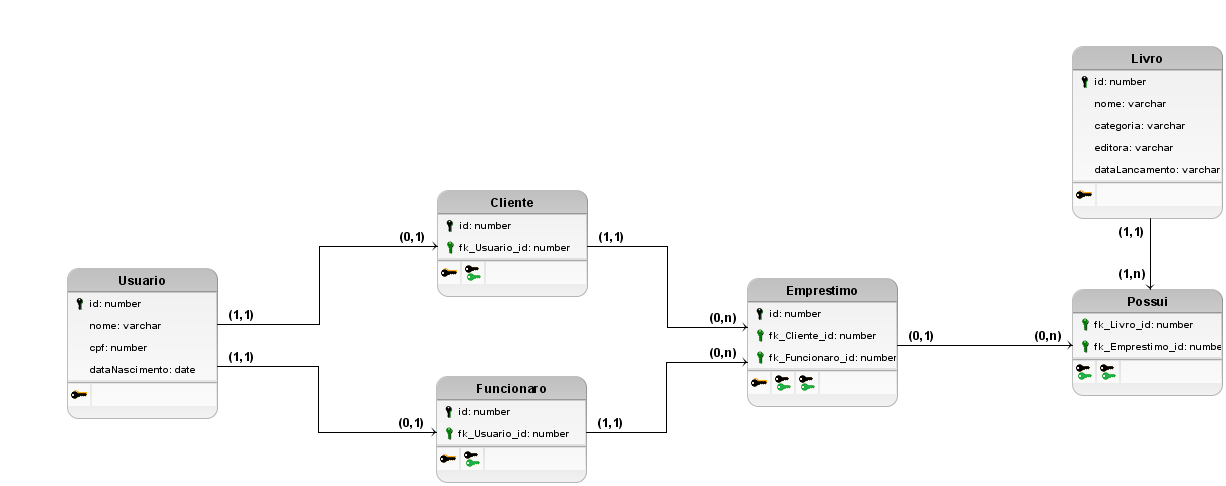 Usuario
id: number
nome: varchar
cpf: number
dataNascimento: date
(1,1)
(1,1)
(0,1)
(0,1)
Cliente
id: number
fk_Usuario_id: number
(1,1)
Funcionaro
id: number
fk_Usuario_id: number
(1,1)
(0,n)
(0,n)
Emprestimo
id: number
fk_Cliente_id: number
fk_Funcionaro_id: number
(0,1)
(0,n)
Livro
id: number
nome: varchar
categoria: varchar
editora: varchar
dataLancamento: varchar
(1,1)
(1,n)
Possui
fk_Livro_id: number
fk_Emprestimo_id: numbe